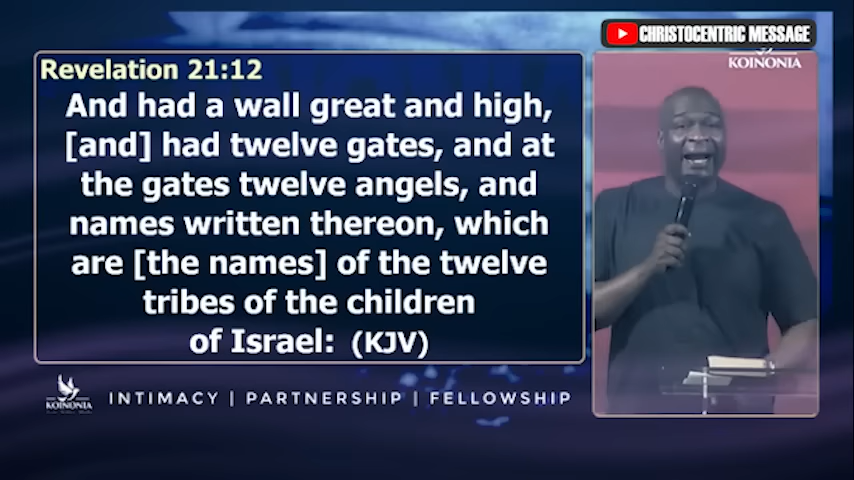 CHRISTOCENTRIC MESSAGE
KOINONIA
Revelation 21:12
And had a wall great and high,
[and] had twelve gates, and at
the gates twelve angels, and
names written thereon, which
are [the names] of the twelve
tribes of the children
of Israel: (KJV)
KOINONIA
INTIMACY | PARTNERSHIP | FELLOWSHIP